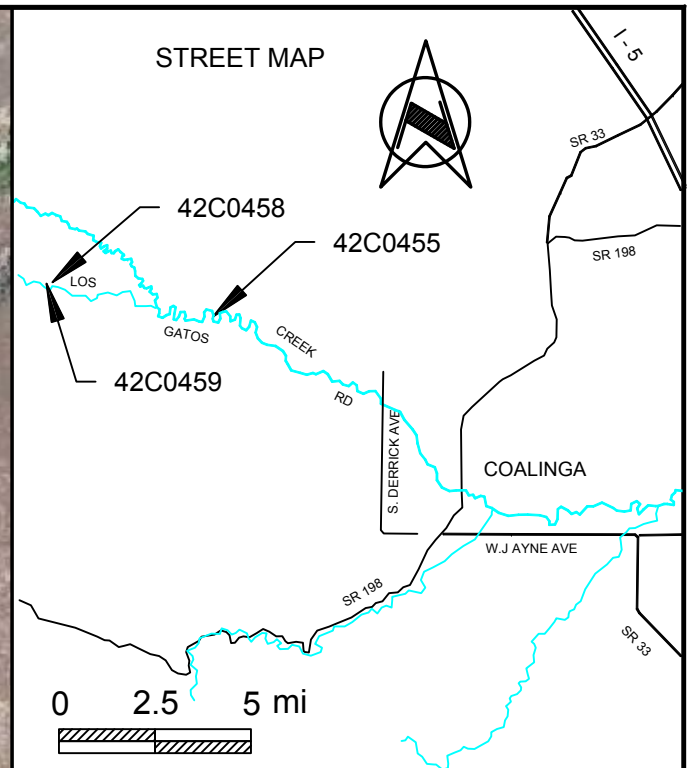 STREET MAP
I - 5
SR 33
42C0458
42C0455
SR 198
LOS
GATOS
CREEK
42C0459
RD
S. DERRICK AVE
COALINGA
W.J AYNE AVE
SR 198
SR 33
0 2.5 5 mi